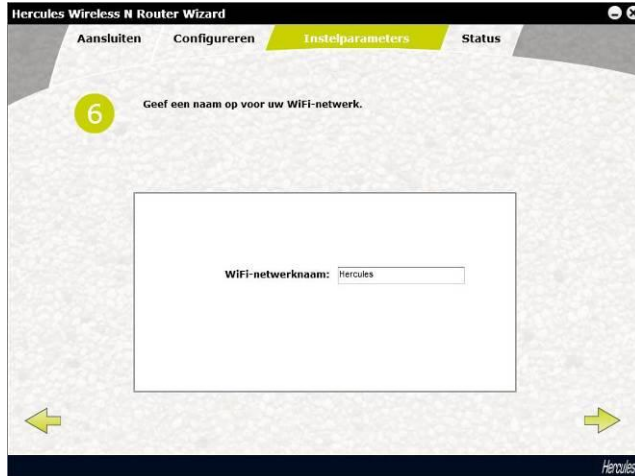 Hercules Wireless N Router Wizard
Aansluiten Configureren Instelparameters Status
6 Geef een naam op voor uw WiFi-netwerk.
WiFi-netwerknaam: Hercules
Hercules